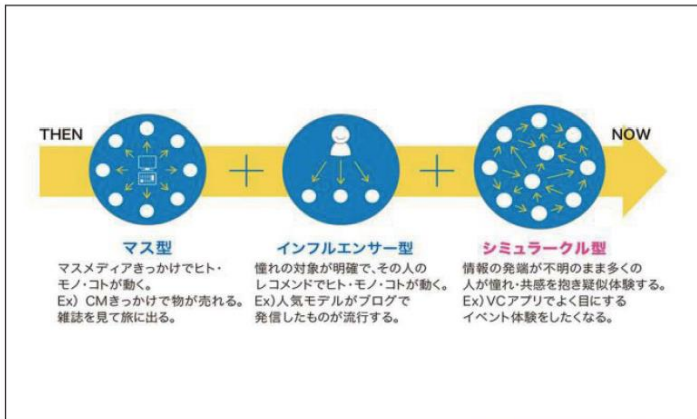 THEN
NOW
マス型
マスメディアきっかけでヒト・
モノ・コトが動く。
Ex) CMきっかけで物が売れる。
雑誌を見て旅に出る。
インフルエンサー型
憧れの対象が明確で、その人の
レコメンドでヒト・モノ・コトが動く。
Ex)人気モデルがブログで
発信したものが流行する。
シミュラークル型
情報の発端が不明のまま多くの
人が憧れ・共感を抱き疑似体験する。
Ex)VCアプリでよく目にする
イベント体験をしたくなる。